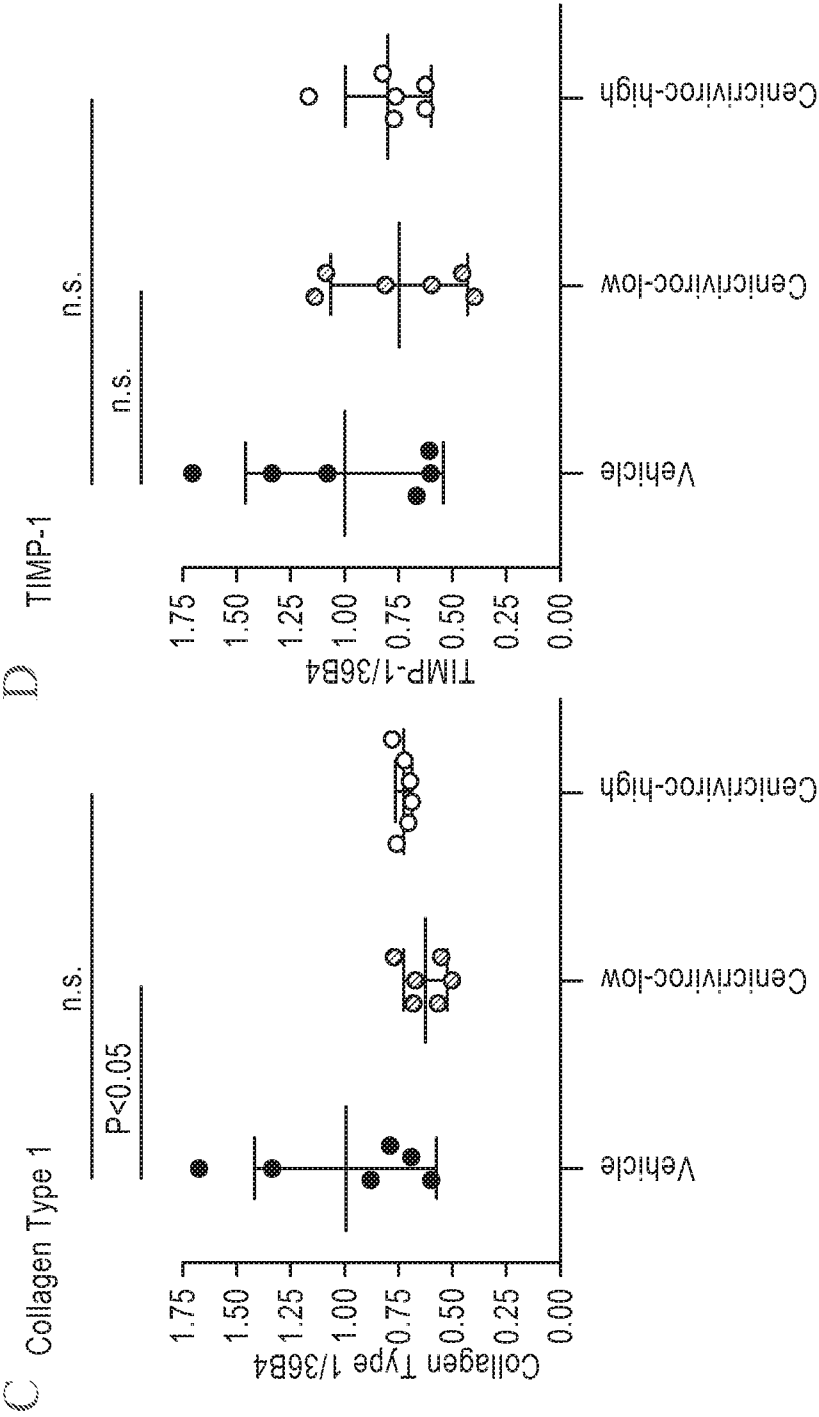 C
Collagen Type 1
n.s.
P<0.05
Collagen Type 1/36B4
1.75
1.50
1.25
1.00
0.75
0.50
0.25
0.00
Vehicle
Cenicriviroc-low
Cenicriviroc-high
D
TIMP-1
n.s.
n.s.
TIMP-1/36B4
1.75
1.50
1.25
1.00
0.75
0.50
0.25
0.00
Vehicle
Cenicriviroc-low
Cenicriviroc-high